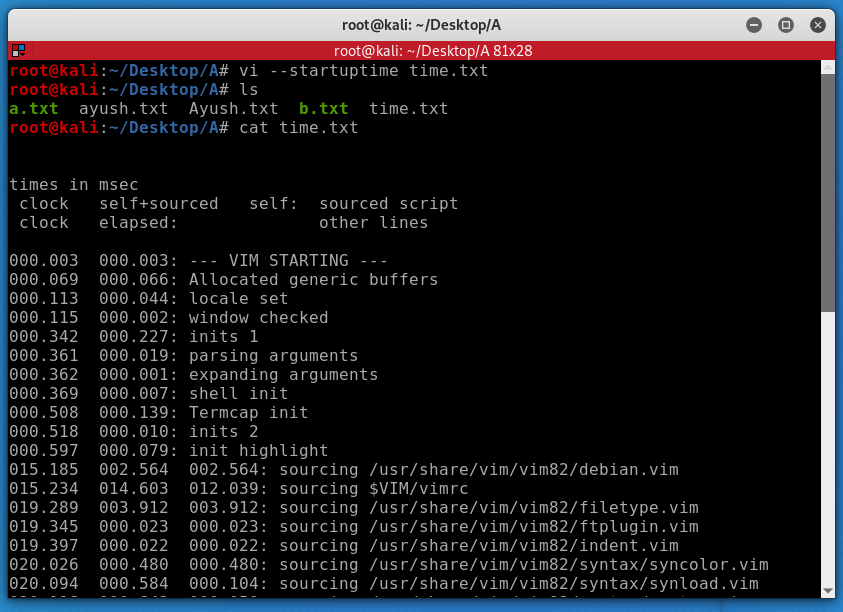 root@kali: ~/Desktop/A
root@kali: ~/Desktop/A 81x28
root@kali:~/Desktop/A# vi --startuptime time.txt
root@kali:~/Desktop/A# ls
a.txt  ayush.txt  Ayush.txt  b.txt  time.txt
root@kali:~/Desktop/A# cat time.txt
times in msec
 clock   self+sourced   self:  sourced script
 clock   elapsed:              other lines
000.003  000.003: --- VIM STARTING ---
000.069  000.066: Allocated generic buffers
000.113  000.044: locale set
000.115  000.002: window checked
000.342  000.227: inits 1
000.361  000.019: parsing arguments
000.362  000.001: expanding arguments
000.369  000.007: shell init
000.508  000.139: Termcap init
000.518  000.010: inits 2
000.597  000.079: init highlight
015.185  002.564  002.564: sourcing /usr/share/vim/vim82/debian.vim
015.234  014.603  012.039: sourcing $VIM/vimrc
019.289  003.912  003.912: sourcing /usr/share/vim/vim82/filetype.vim
019.345  000.023  000.023: sourcing /usr/share/vim/vim82/ftplugin.vim
019.397  000.022  000.022: sourcing /usr/share/vim/vim82/indent.vim
020.026  000.480  000.480: sourcing /usr/share/vim/vim82/syntax/syncolor.vim
020.094  000.584  000.104: sourcing /usr/share/vim/vim82/syntax/synload.vim